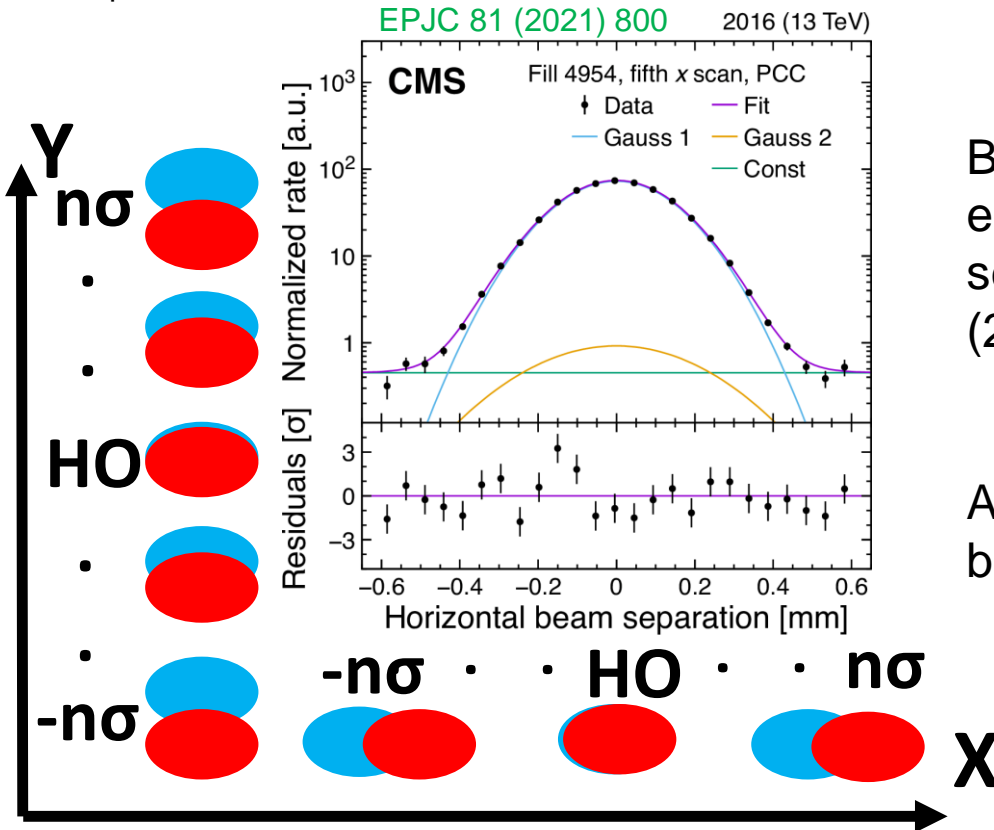 EPJC 81 (2021) 800
2016 (13 TeV)
CMS
Fill 4954, fifth x scan, PCC
Data
Fit
Gauss 1
Gauss 2
Const
Normalized rate [a.u.]
10³
10²
10
1
Residuals [σ]
3
0
−3
−0.6 −0.4 −0.2 0 0.2 0.4 0.6
Horizontal beam separation [mm]
Y
nσ
.
.
HO
.
.
-nσ
-nσ . . HO . . nσ
X
B
e
(2
A
b